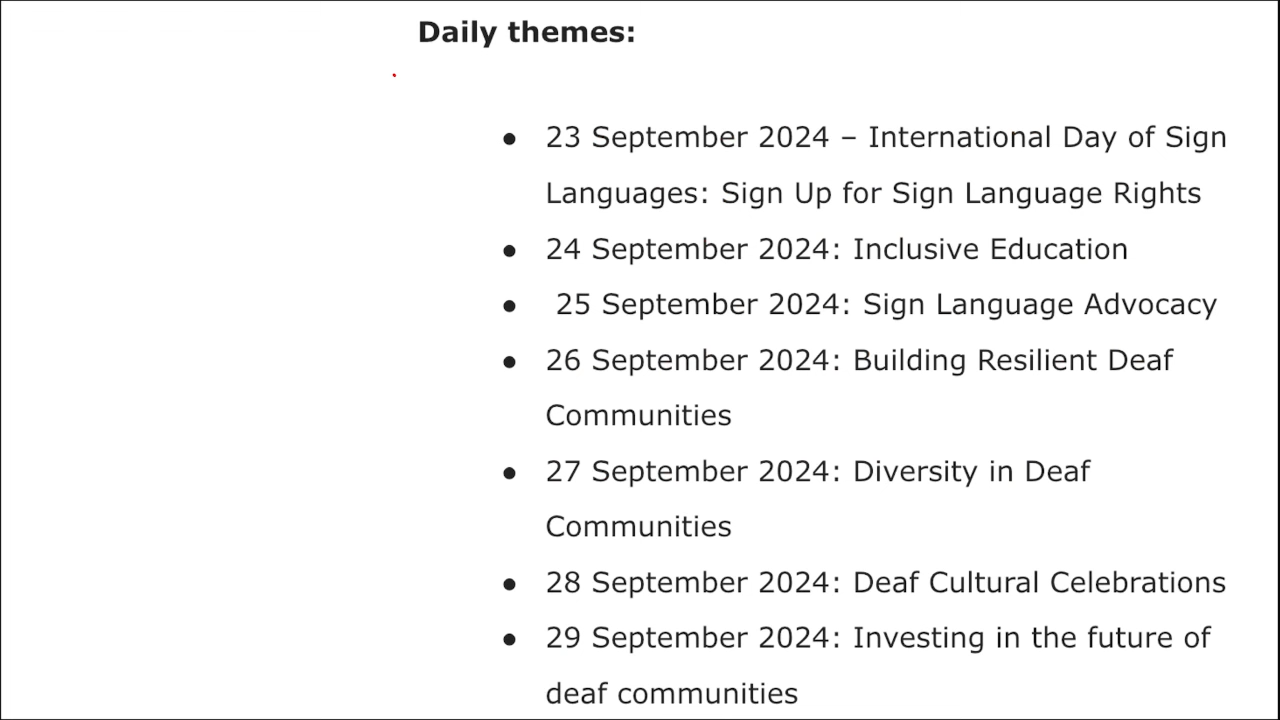 Daily themes:
● 23 September 2024 – International Day of Sign
Languages: Sign Up for Sign Language Rights
● 24 September 2024: Inclusive Education
● 25 September 2024: Sign Language Advocacy
● 26 September 2024: Building Resilient Deaf
Communities
● 27 September 2024: Diversity in Deaf
Communities
● 28 September 2024: Deaf Cultural Celebrations
● 29 September 2024: Investing in the future of
deaf communities